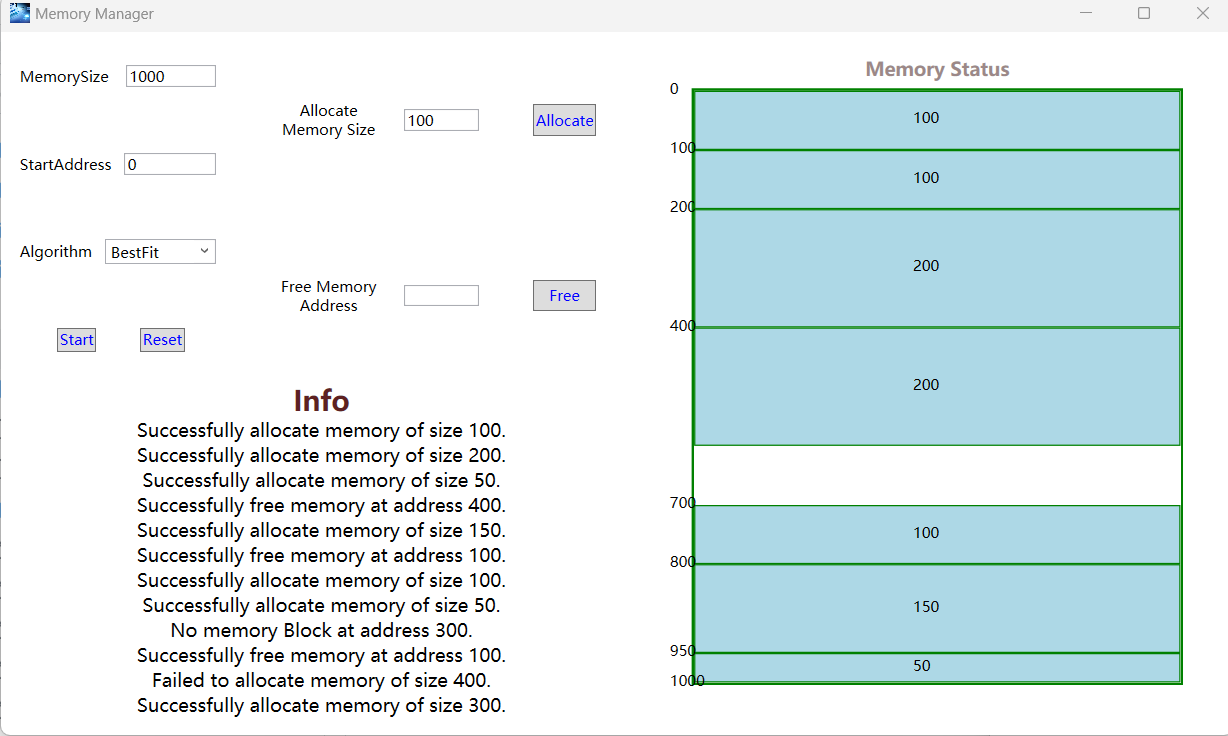 Memory Manager
MemorySize 1000
Allocate
Memory Size 100 Allocate
StartAddress 0
Algorithm BestFit
Free Memory
Address Free
Start Reset
Info
Successfully allocate memory of size 100.
Successfully allocate memory of size 200.
Successfully allocate memory of size 50.
Successfully free memory at address 400.
Successfully allocate memory of size 150.
Successfully free memory at address 100.
Successfully allocate memory of size 100.
Successfully allocate memory of size 50.
No memory Block at address 300.
Successfully free memory at address 100.
Failed to allocate memory of size 400.
Successfully allocate memory of size 300.
Memory Status
0
100
100
100
200
200
400
200
700
100
800
150
950
50
1000